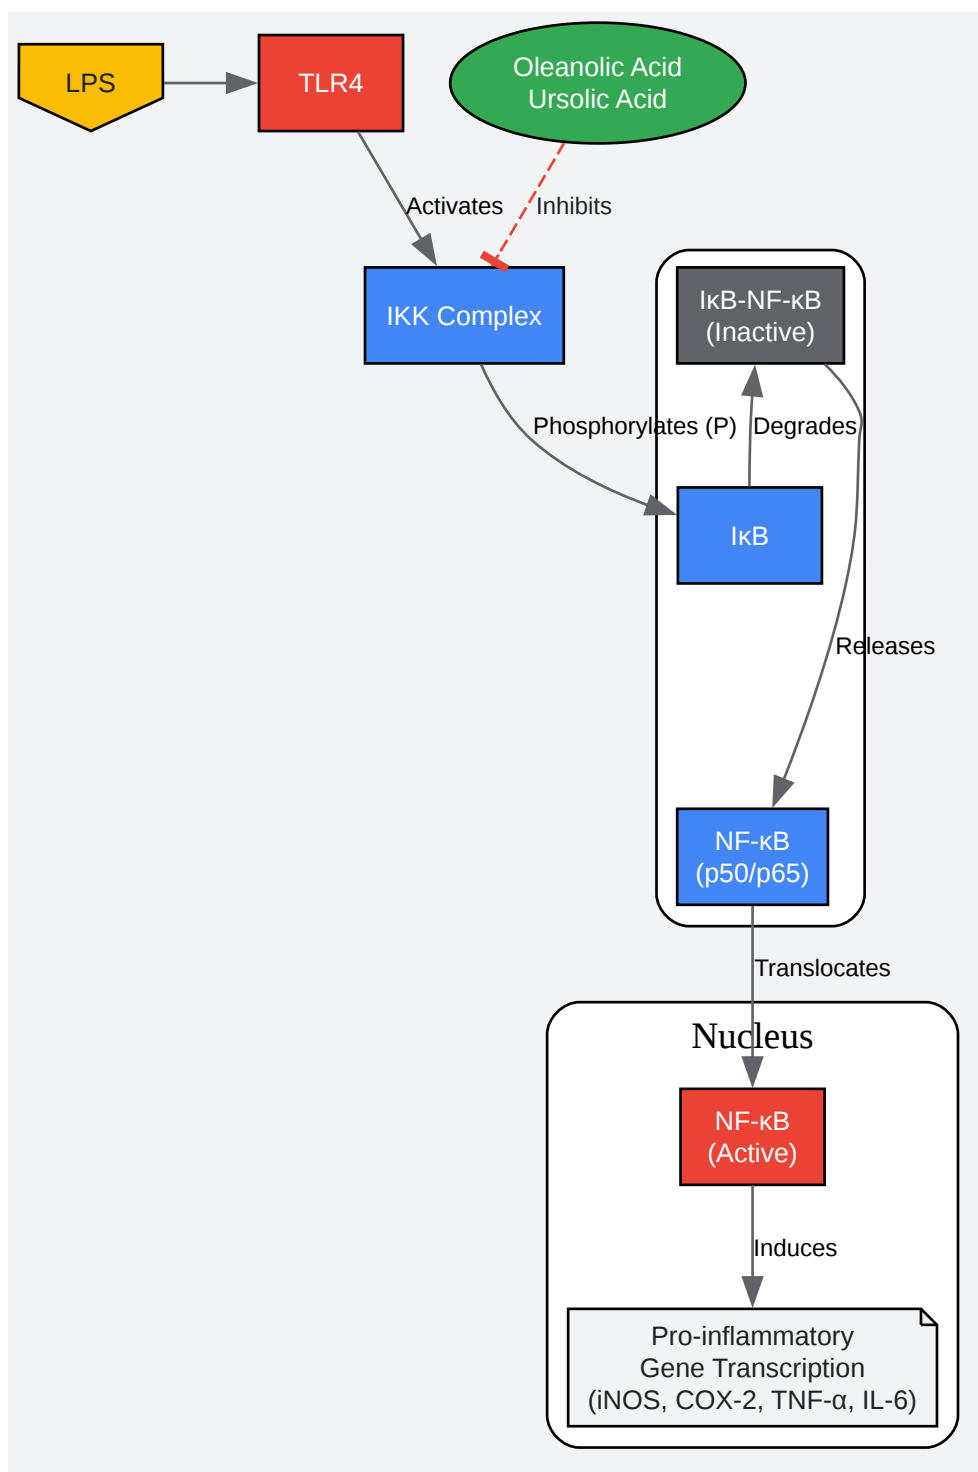 LPS
TLR4
Oleanolic Acid
Ursolic Acid
Activates
Inhibits
IKK Complex
IκB-NF-κB
(Inactive)
Phosphorylates (P)
Degrades
IκB
Releases
NF-κB
(p50/p65)
Translocates
Nucleus
NF-κB
(Active)
Induces
Pro-inflammatory
Gene Transcription
(iNOS, COX-2, TNF-α, IL-6)